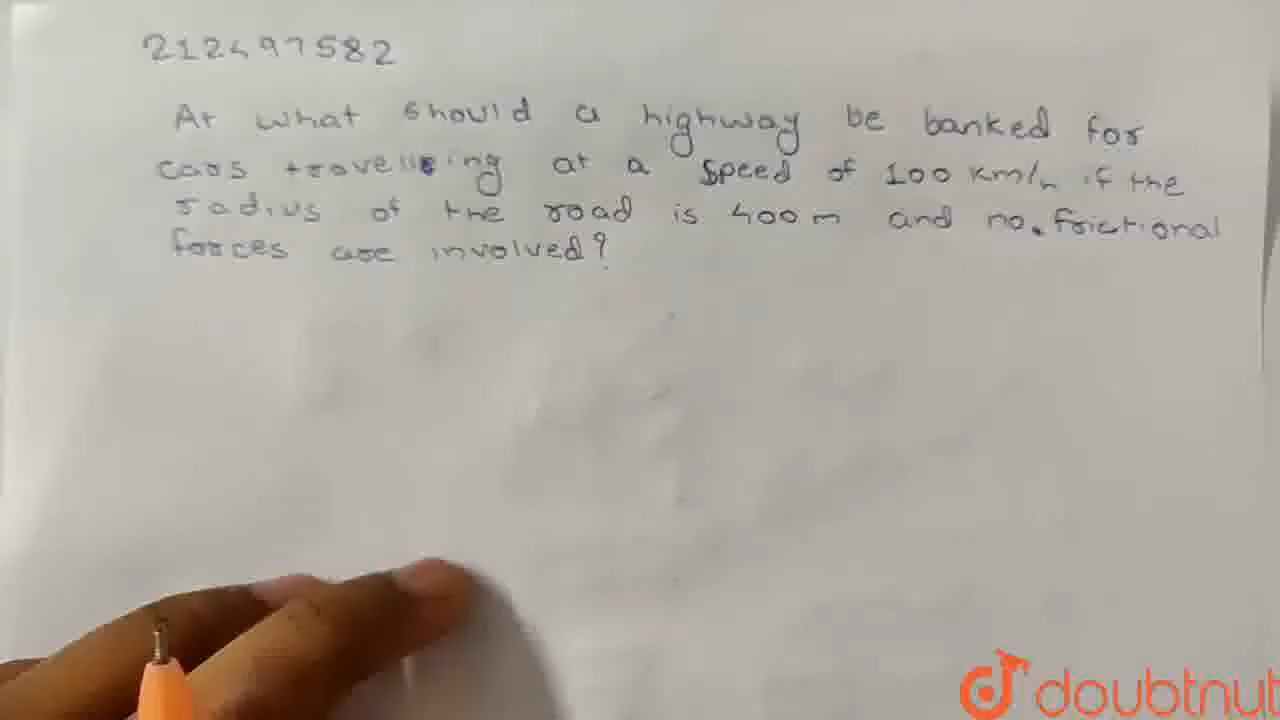 212497582
At what should a highway be banked for
cars travelling at a speed of 100 km/h if the
radius of the road is 400 m and no. frictional
forces are involved?
doubtnut